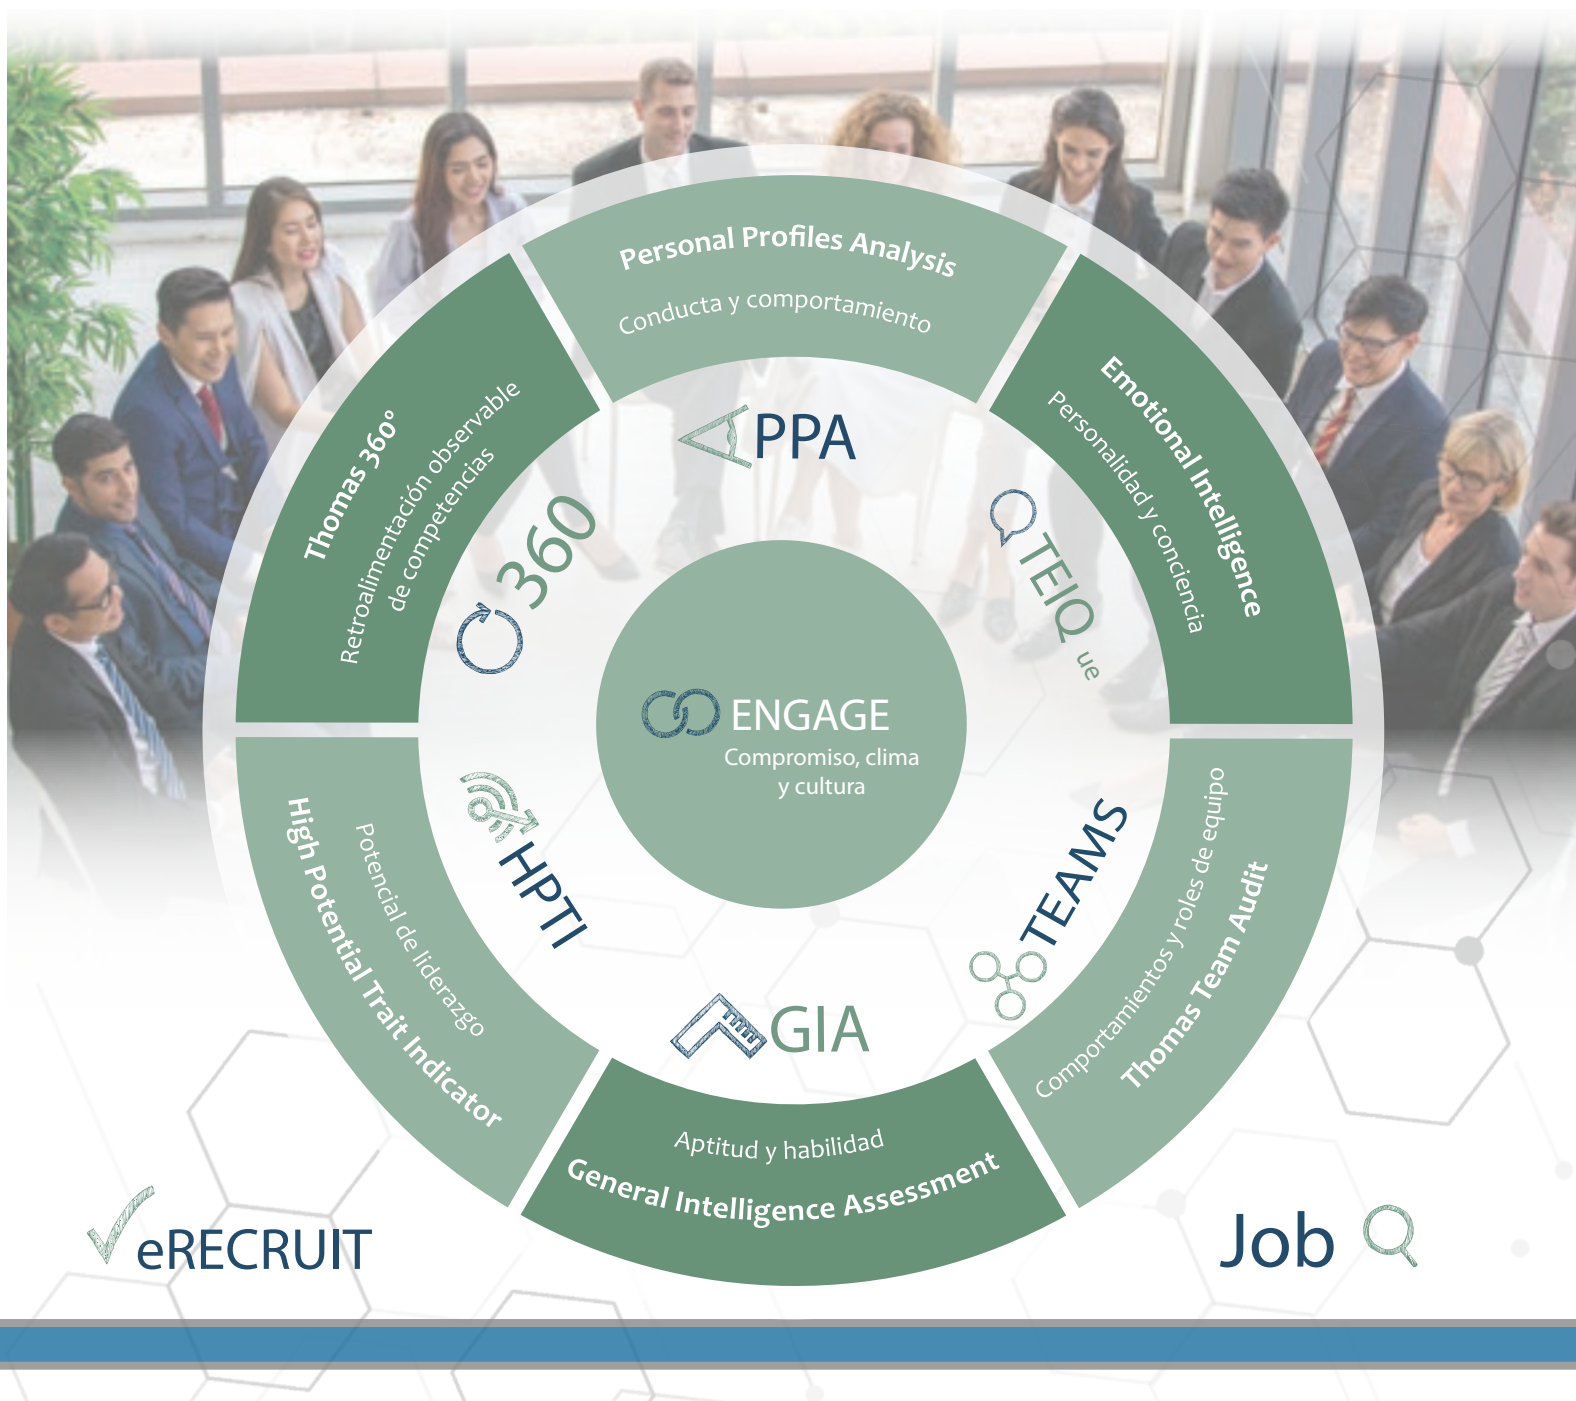 Personal Profiles Analysis
Conducta y comportamiento
PPA
Emotional Intelligence
Personalidad y conciencia
TEIQ ue
Comportamientos y roles de equipo
Thomas Team Audit
TEAMS
GIA
Aptitud y habilidad
General Intelligence Assessment
HPTI
Potencial de liderazgo
High Potential Trait Indicator
Thomas 360º
Retroalimentación observable
de competencias
360
ENGAGE
Compromiso, clima
y cultura
eRECRUIT
Job